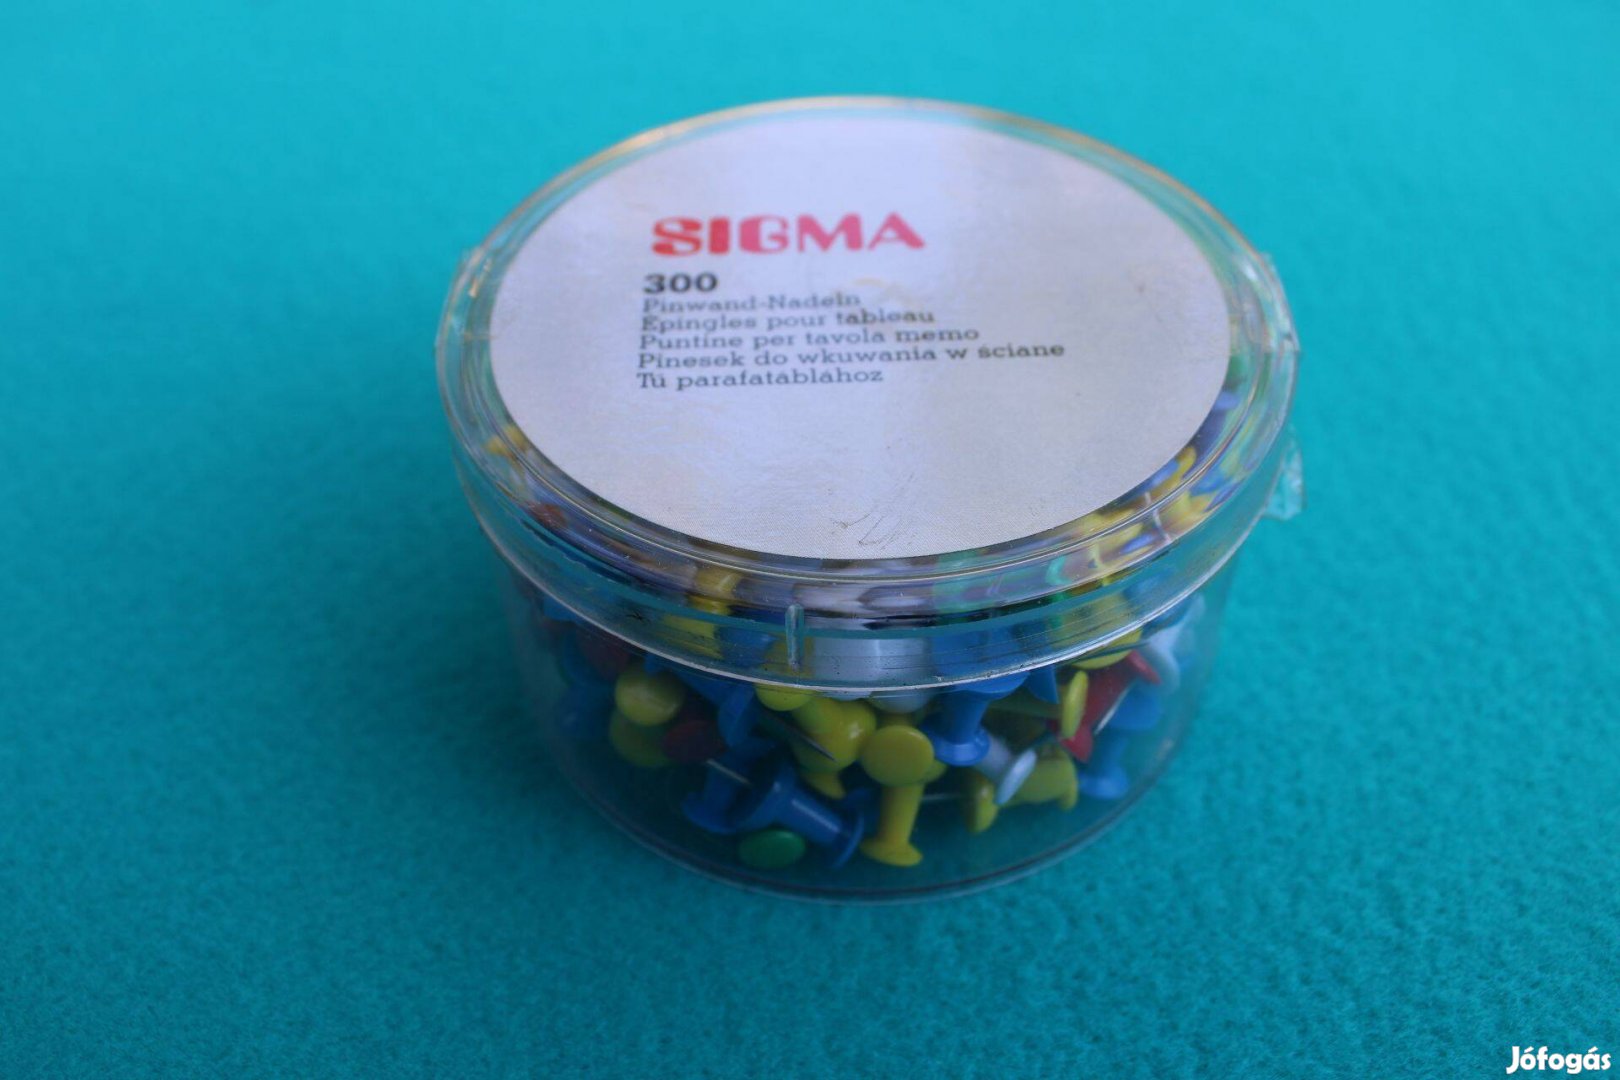 SIGMA
300
Pinwand-Nadeln
Épingles pour tableau
Puntine per tavola memo
Pinesek do wkuwania w ściane
Tű parafatáblához
Jófogás